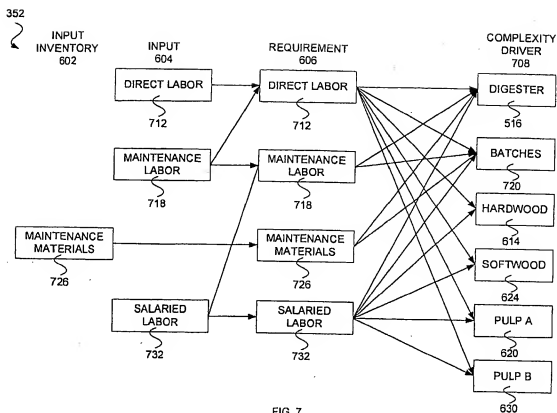 352
INPUT
INVENTORY
602
INPUT
604
REQUIREMENT
606
COMPLEXITY
DRIVER
708
DIRECT LABOR
712
DIRECT LABOR
712
DIGESTER
516
MAINTENANCE
LABOR
718
MAINTENANCE
LABOR
718
BATCHES
720
HARDWOOD
614
MAINTENANCE
MATERIALS
726
MAINTENANCE
MATERIALS
726
SOFTWOOD
624
SALARIED
LABOR
732
SALARIED
LABOR
732
PULP A
620
PULP B
630
FIG. 7